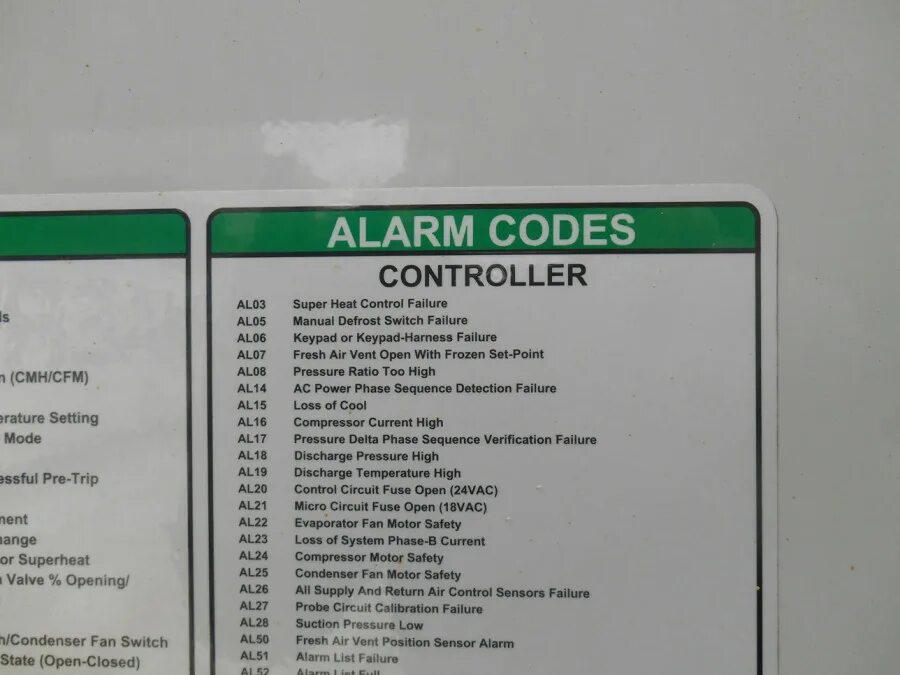 ds
n (CMH/CFM)
erature Setting
Mode
essful Pre-Trip
ment
hange
or Superheat
n Valve % Opening/
h/Condenser Fan Switch
State (Open-Closed)
ALARM CODES
CONTROLLER
AL03 Super Heat Control Failure
AL05 Manual Defrost Switch Failure
AL06 Keypad or Keypad-Harness Failure
AL07 Fresh Air Vent Open With Frozen Set-Point
AL08 Pressure Ratio Too High
AL14 AC Power Phase Sequence Detection Failure
AL15 Loss of Cool
AL16 Compressor Current High
AL17 Pressure Delta Phase Sequence Verification Failure
AL18 Discharge Pressure High
AL19 Discharge Temperature High
AL20 Control Circuit Fuse Open (24VAC)
AL21 Micro Circuit Fuse Open (18VAC)
AL22 Evaporator Fan Motor Safety
AL23 Loss of System Phase-B Current
AL24 Compressor Motor Safety
AL25 Condenser Fan Motor Safety
AL26 All Supply And Return Air Control Sensors Failure
AL27 Probe Circuit Calibration Failure
AL28 Suction Pressure Low
AL50 Fresh Air Vent Position Sensor Alarm
AL51 Alarm List Failure
AL52 Alarm List Full